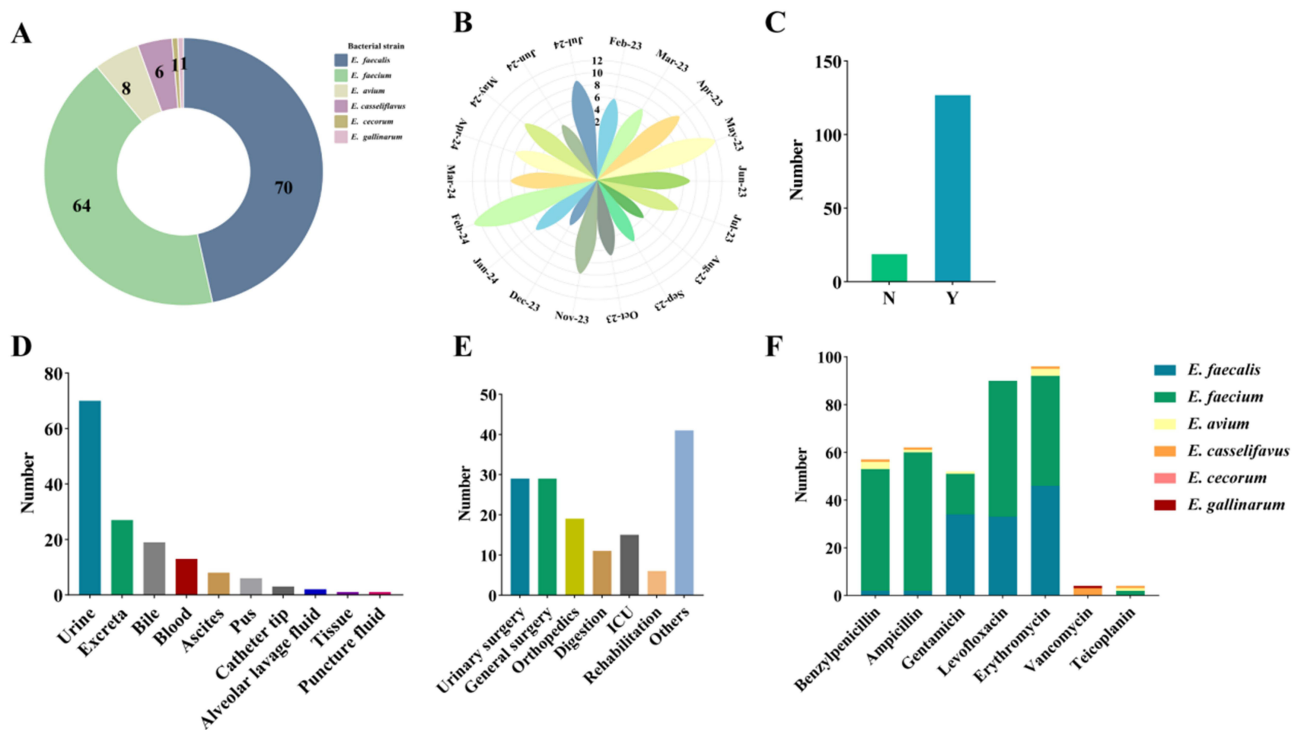 A
70
64
8
6
1
1
Bacterial strain
E. faecalis
E. faecium
E. avium
E. casseliflavus
E. cecorum
E. gallinarum
B
Feb-23
Mar-23
Apr-23
May-23
Jun-23
Jul-23
Aug-23
Sep-23
Oct-23
Nov-23
Dec-23
Jan-24
Feb-24
Mar-24
Apr-24
May-24
Jun-24
Jul-24
12
10
8
6
4
2
C
Number
150
100
50
0
N Y
D
Number
80
60
40
20
0
Urine
Excreta
Bile
Blood
Ascites
Pus
Catheter tip
Alveolar lavage fluid
Tissue
Puncture fluid
E
Number
50
40
30
20
10
0
Urinary surgery
General surgery
Orthopedics
Digestion
ICU
Rehabilitation
Others
F
Number
100
80
60
40
20
0
Benzylpenicillin
Ampicillin
Gentamicin
Levofloxacin
Erythromycin
Vancomycin
Teicoplanin
E. faecalis
E. faecium
E. avium
E. casselifavus
E. cecorum
E. gallinarum